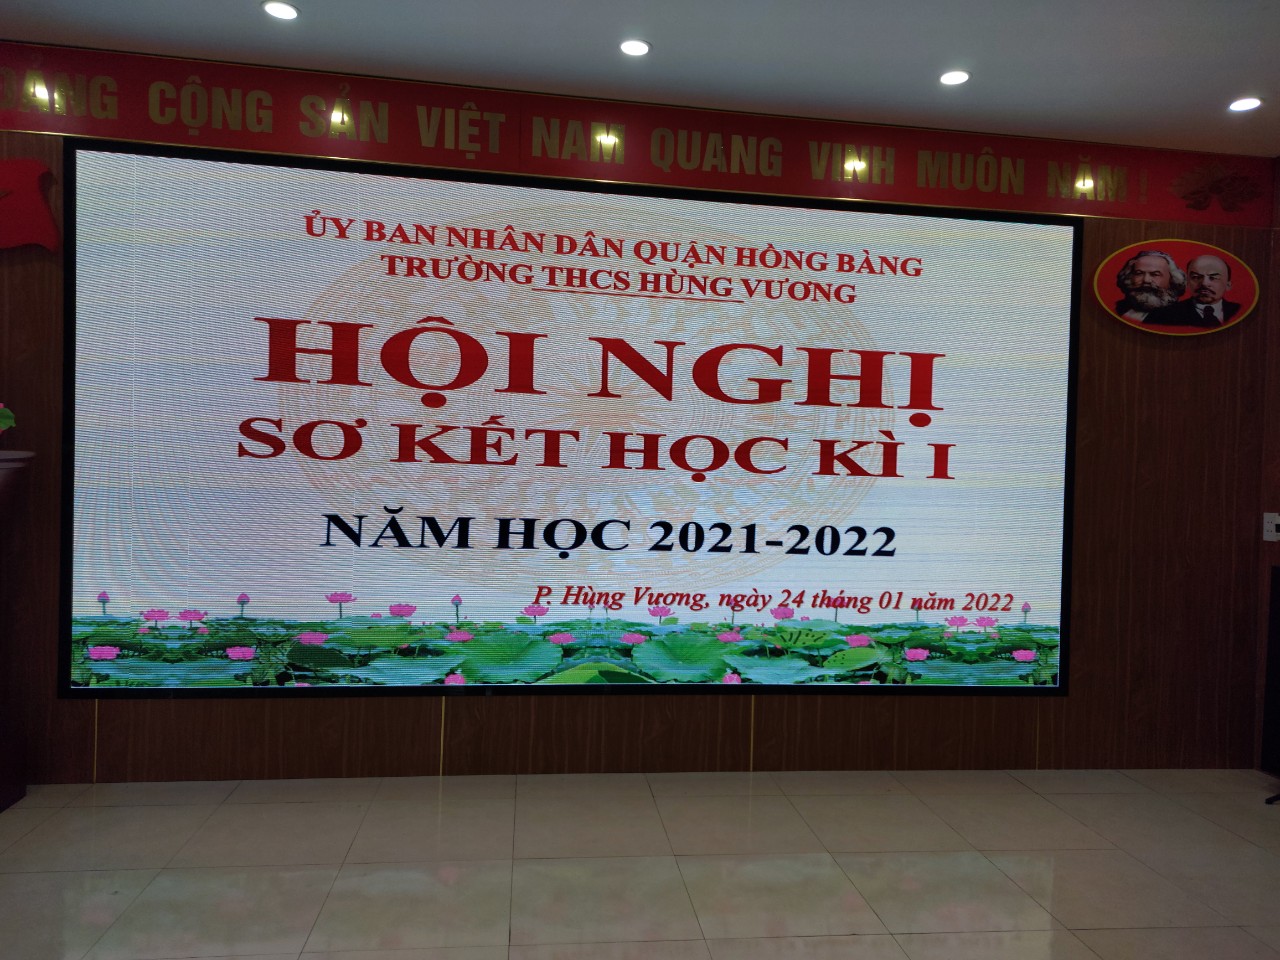 ĐẢNG CỘNG SẢN VIỆT NAM QUANG VINH MUÔN NĂM !
ỦY BAN NHÂN DÂN QUẬN HỒNG BÀNG
TRƯỜNG THCS HÙNG VƯƠNG
HỘI NGHỊ
SƠ KẾT HỌC KÌ I
NĂM HỌC 2021-2022
P. Hùng Vương, ngày 24 tháng 01 năm 2022